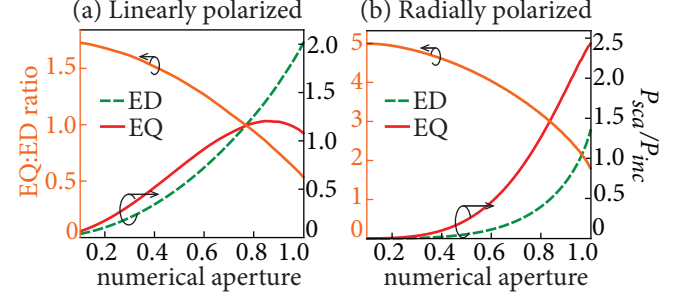 (a) Linearly polarized
(b) Radially polarized
EQ:ED ratio
1.5
1.0
0.5
0
ED
EQ
2.0
1.5
1.0
0.5
0
0.2 0.4 0.6 0.8 1.0
numerical aperture
5
4
3
2
1
0
ED
EQ
2.5
2.0
1.5
1.0
0.5
0
P_sca/P_inc
0.2 0.4 0.6 0.8 1.0
numerical aperture